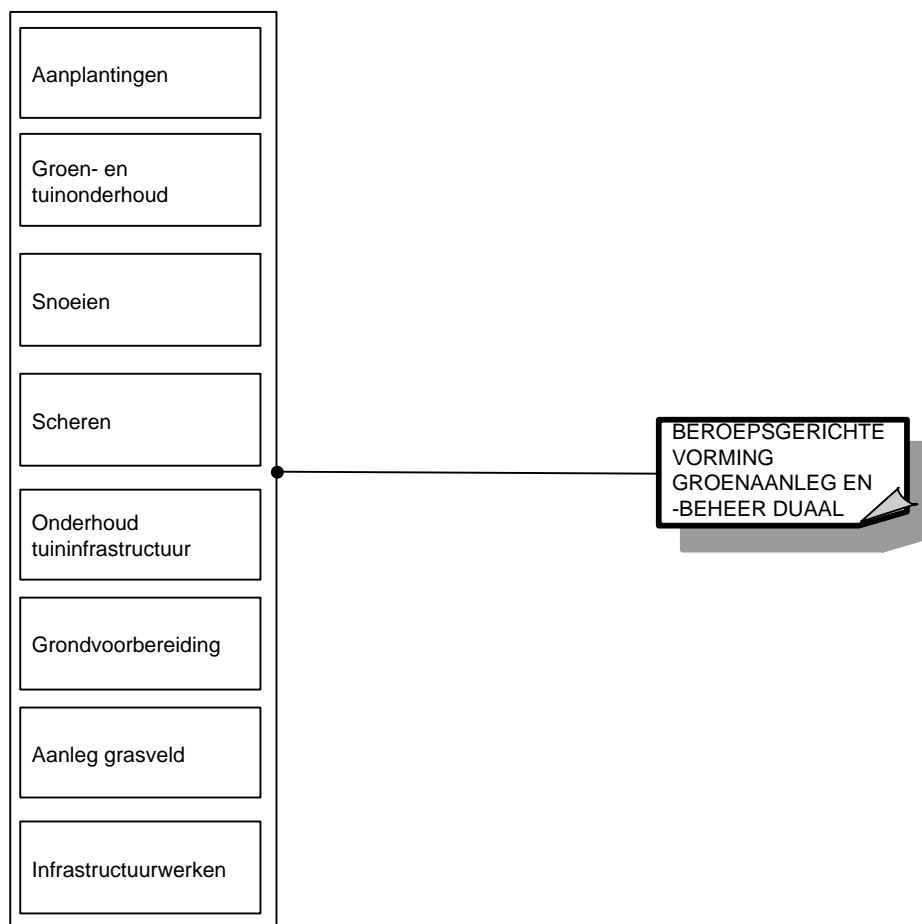 Aanplantingen
Groen- en
tuinonderhoud
Snoeien
Scheren
Onderhoud
tuininfrastructuur
Grondvoorbereiding
Aanleg grasveld
Infrastructuurwerken
BEROEPSGERICHTE
VORMING
GROENAANLEG EN
-BEHEER DUAAL